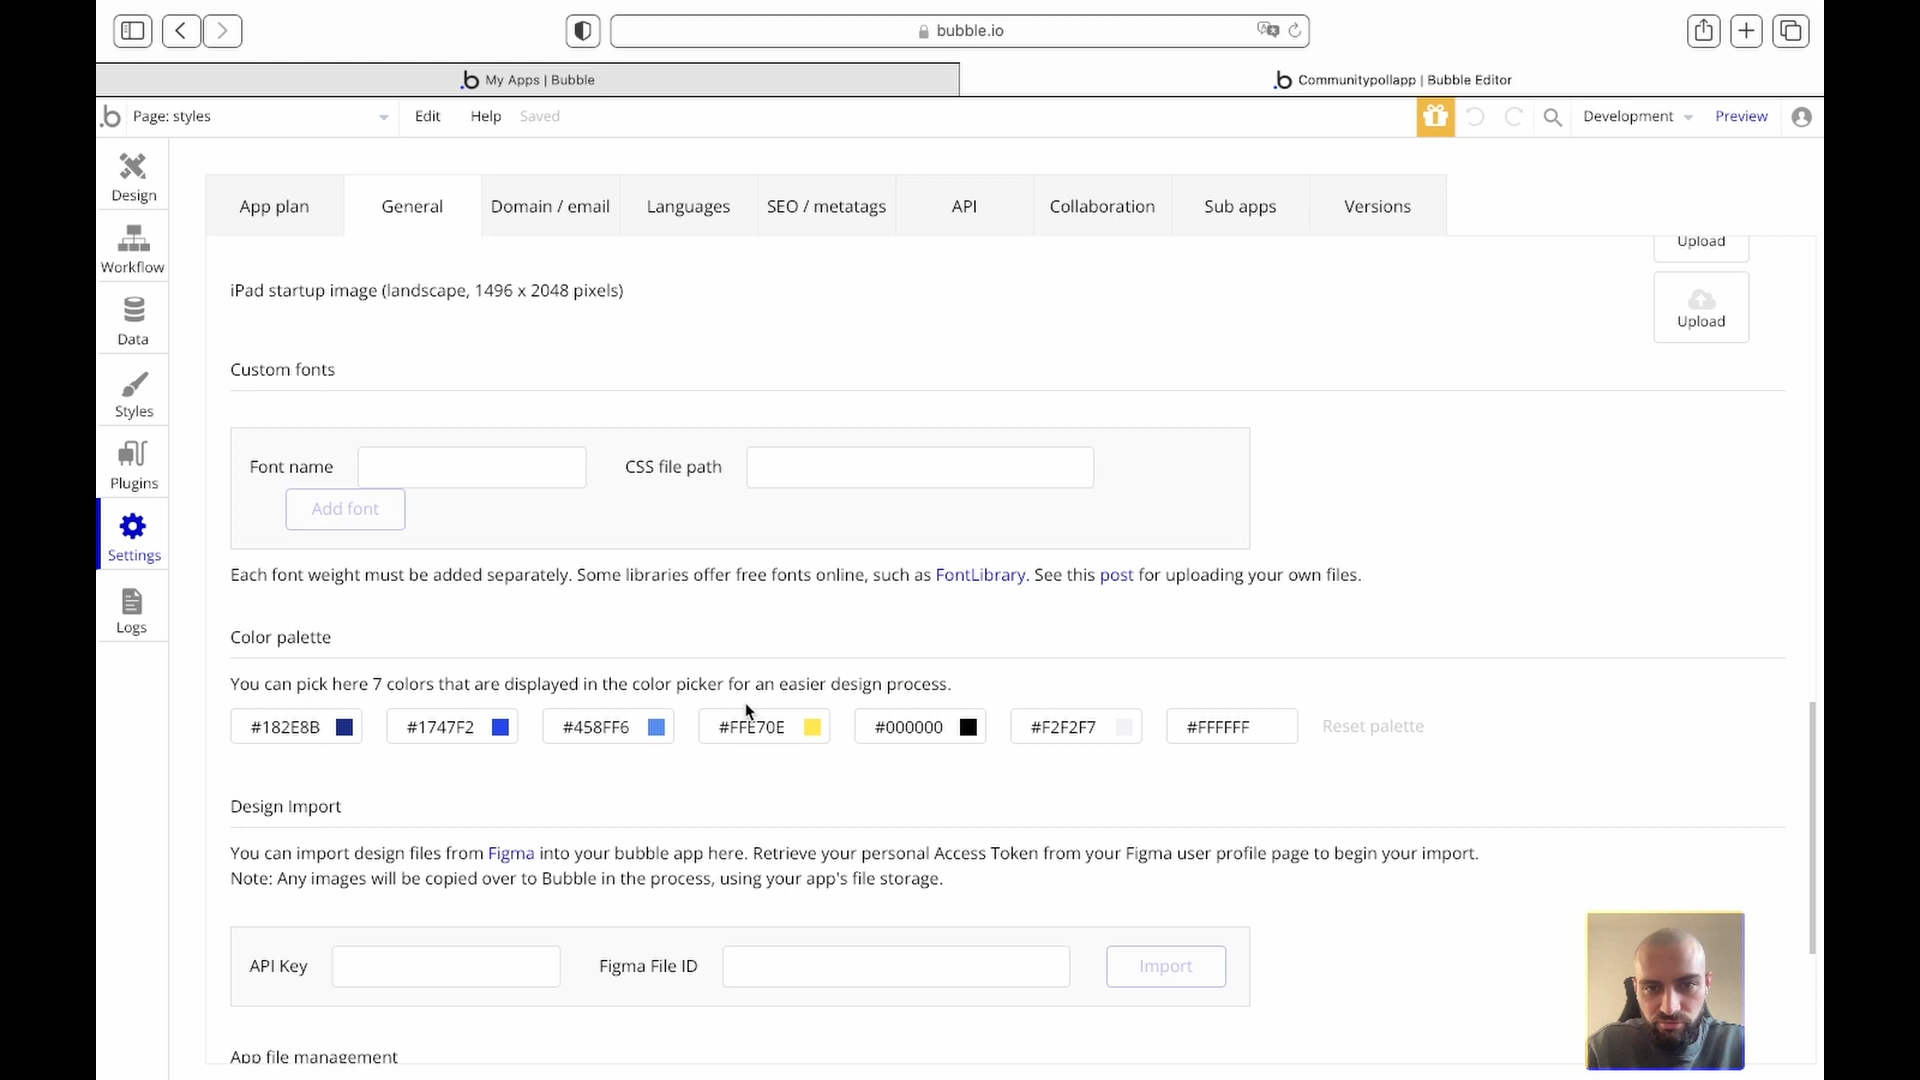 bubble.io
My Apps | Bubble
Communitypollapp | Bubble Editor
Page: styles
Edit
Help
Saved
Development
Preview
Design
Workflow
Data
Styles
Plugins
Settings
Logs
App plan
General
Domain / email
Languages
SEO / metatags
API
Collaboration
Sub apps
Versions
Upload
iPad startup image (landscape, 1496 x 2048 pixels)
Upload
Custom fonts
Font name
CSS file path
Add font
Each font weight must be added separately. Some libraries offer free fonts online, such as FontLibrary. See this post for uploading your own files.
Color palette
You can pick here 7 colors that are displayed in the color picker for an easier design process.
#182E8B
#1747F2
#458FF6
#FFE70E
#000000
#F2F2F7
#FFFFFF
Reset palette
Design Import
You can import design files from Figma into your bubble app here. Retrieve your personal Access Token from your Figma user profile page to begin your import.
Note: Any images will be copied over to Bubble in the process, using your app's file storage.
API Key
Figma File ID
Import
App file management